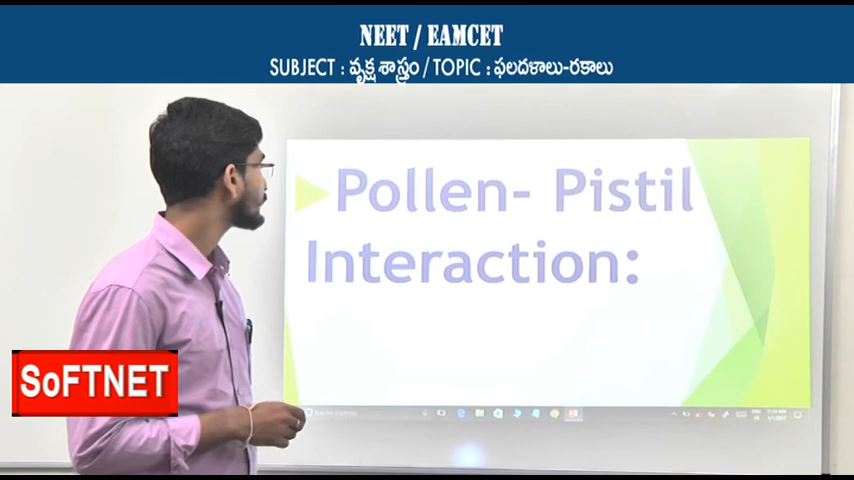 NEET / EAMCET
SUBJECT : వృక్ష శాస్త్రం / TOPIC : ఫలదళాలు-రకాలు
Pollen- Pistil
Interaction:
SoFTNET